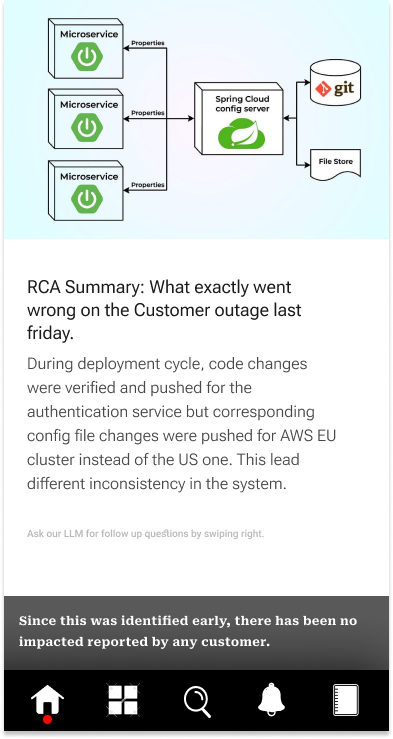 Microservice
Properties
Microservice
Properties
Microservice
Properties
Spring Cloud
config server
git
File Store
RCA Summary: What exactly went
wrong on the Customer outage last
friday.
During deployment cycle, code changes
were verified and pushed for the
authentication service but corresponding
config file changes were pushed for AWS EU
cluster instead of the US one. This lead
different inconsistency in the system.
Ask our LLM for follow up questions by swiping right.
Since this was identified early, there has been no
impacted reported by any customer.